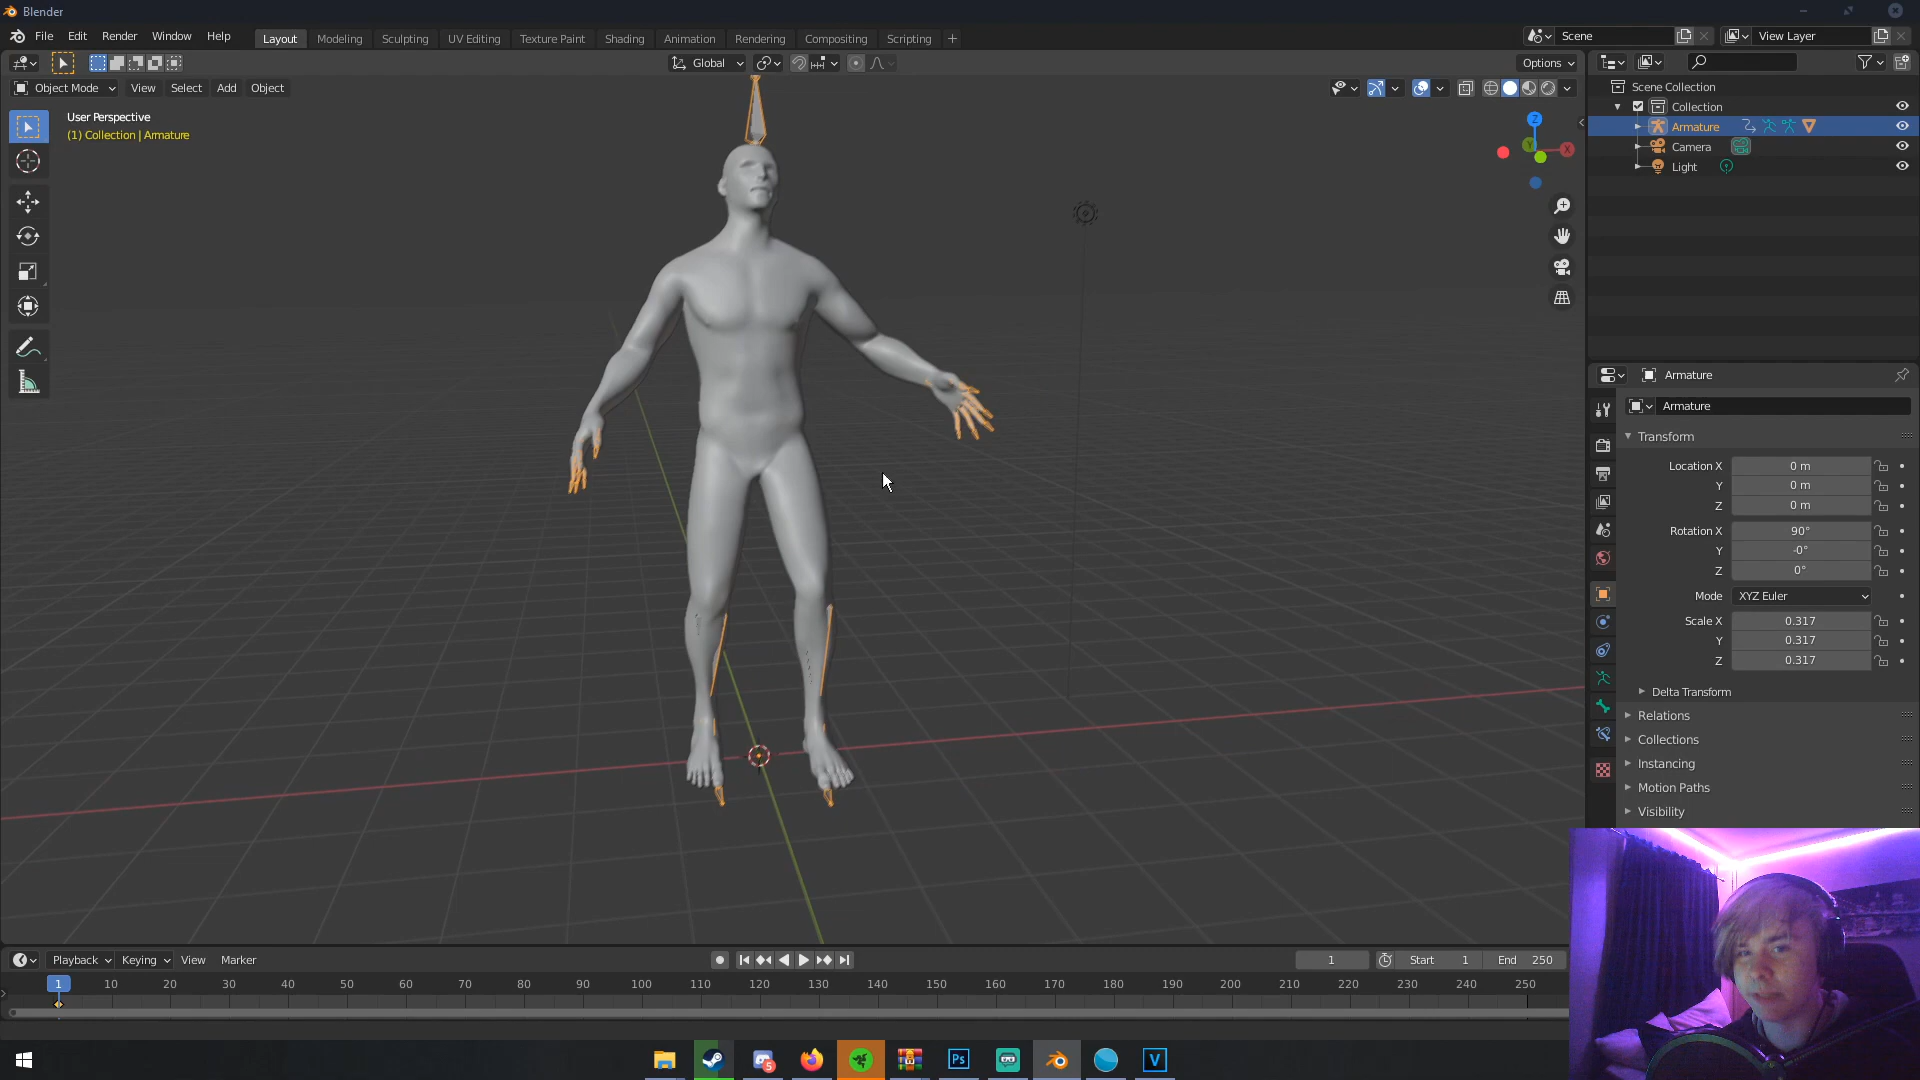 Blender
File Edit Render Window Help
Layout Modeling Sculpting UV Editing Texture Paint Shading Animation Rendering Compositing Scripting +
Scene
View Layer
Global
Options
Object Mode View Select Add Object
User Perspective
(1) Collection | Armature
Z
Y
X
Scene Collection
Collection
Armature
Camera
Light
Armature
Armature
Transform
Location X 0 m
Y 0 m
Z 0 m
Rotation X 90°
Y -0°
Z 0°
Mode XYZ Euler
Scale X 0.317
Y 0.317
Z 0.317
Delta Transform
Relations
Collections
Instancing
Motion Paths
Visibility
Playback Keying View Marker
1 Start 1 End 250
1 10 20 30 40 50 60 70 80 90 100 110 120 130 140 150 160 170 180 190 200 210 220 230 240 250
5 Ps V